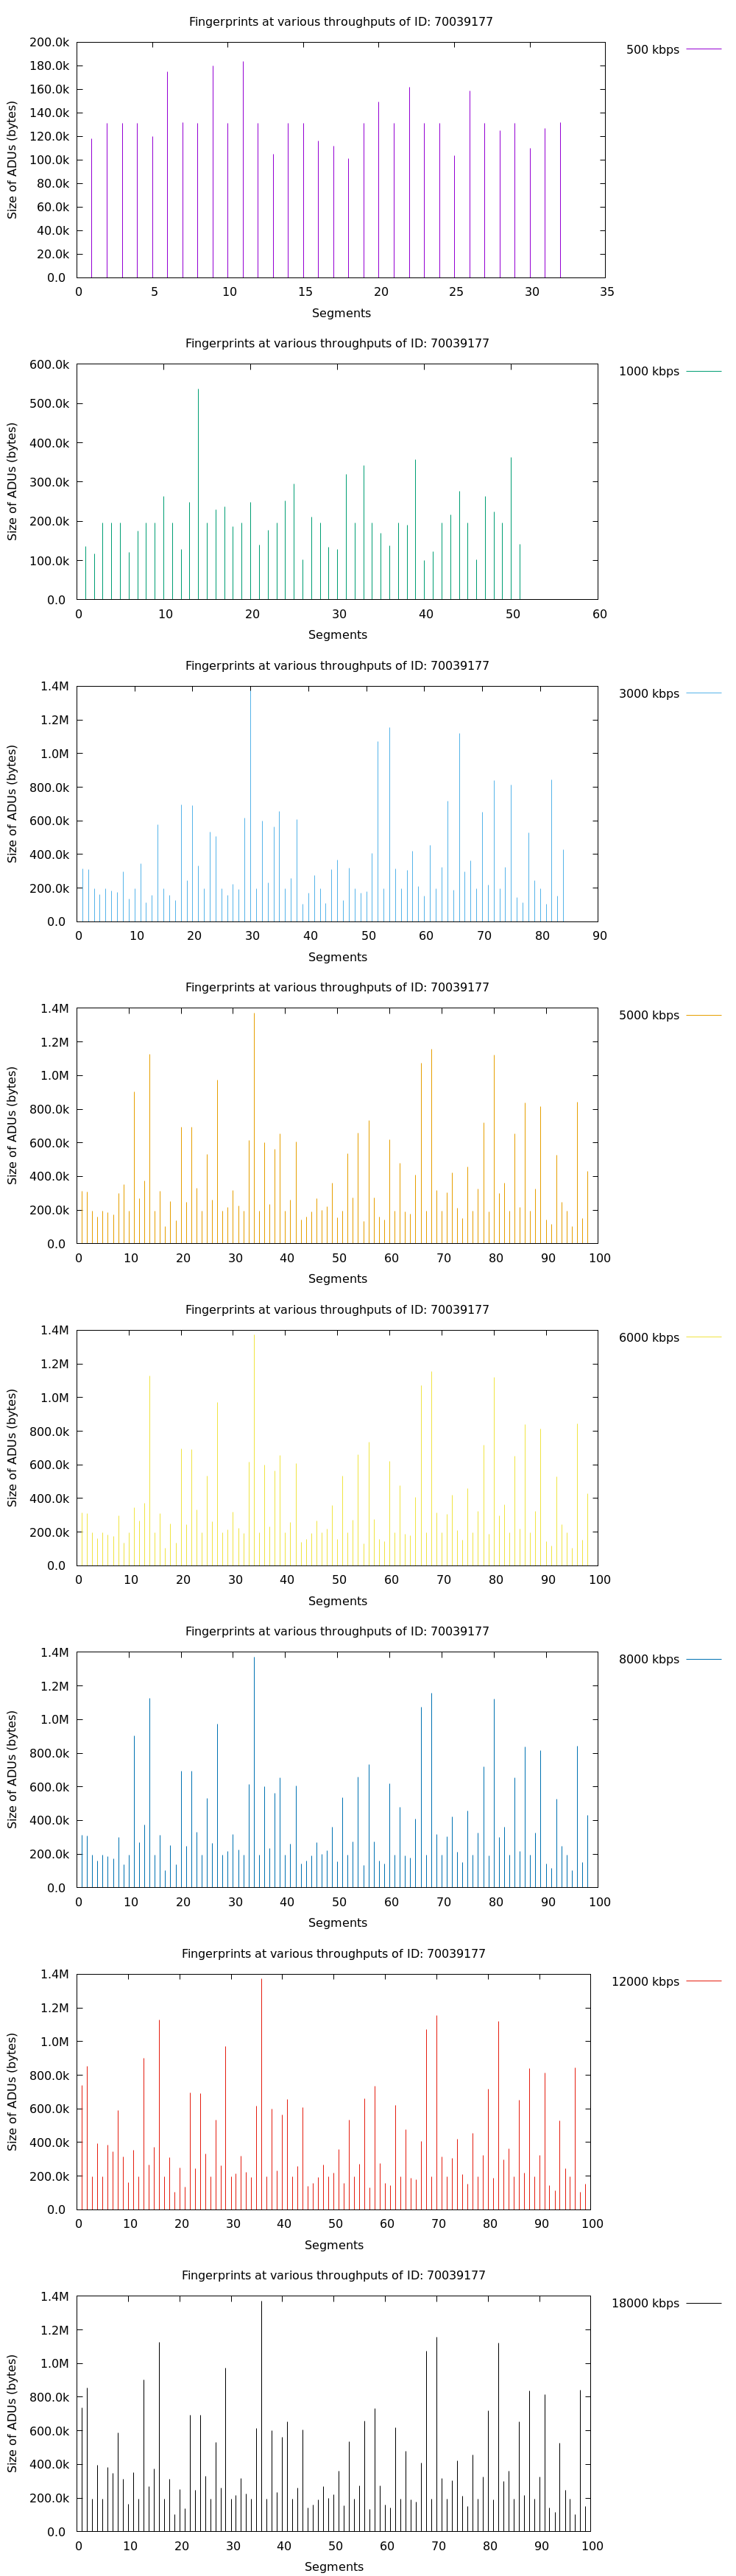 Fingerprints at various throughputs of ID: 70039177
500 kbps
200.0k
180.0k
160.0k
140.0k
120.0k
100.0k
80.0k
60.0k
40.0k
20.0k
0.0
Size of ADUs (bytes)
0 5 10 15 20 25 30 35
Segments
Fingerprints at various throughputs of ID: 70039177
1000 kbps
600.0k
500.0k
400.0k
300.0k
200.0k
100.0k
0.0
Size of ADUs (bytes)
0 10 20 30 40 50 60
Segments
Fingerprints at various throughputs of ID: 70039177
3000 kbps
1.4M
1.2M
1.0M
800.0k
600.0k
400.0k
200.0k
0.0
Size of ADUs (bytes)
0 10 20 30 40 50 60 70 80 90
Segments
Fingerprints at various throughputs of ID: 70039177
5000 kbps
1.4M
1.2M
1.0M
800.0k
600.0k
400.0k
200.0k
0.0
Size of ADUs (bytes)
0 10 20 30 40 50 60 70 80 90 100
Segments
Fingerprints at various throughputs of ID: 70039177
6000 kbps
1.4M
1.2M
1.0M
800.0k
600.0k
400.0k
200.0k
0.0
Size of ADUs (bytes)
0 10 20 30 40 50 60 70 80 90 100
Segments
Fingerprints at various throughputs of ID: 70039177
8000 kbps
1.4M
1.2M
1.0M
800.0k
600.0k
400.0k
200.0k
0.0
Size of ADUs (bytes)
0 10 20 30 40 50 60 70 80 90 100
Segments
Fingerprints at various throughputs of ID: 70039177
12000 kbps
1.4M
1.2M
1.0M
800.0k
600.0k
400.0k
200.0k
0.0
Size of ADUs (bytes)
0 10 20 30 40 50 60 70 80 90 100
Segments
Fingerprints at various throughputs of ID: 70039177
18000 kbps
1.4M
1.2M
1.0M
800.0k
600.0k
400.0k
200.0k
0.0
Size of ADUs (bytes)
0 10 20 30 40 50 60 70 80 90 100
Segments